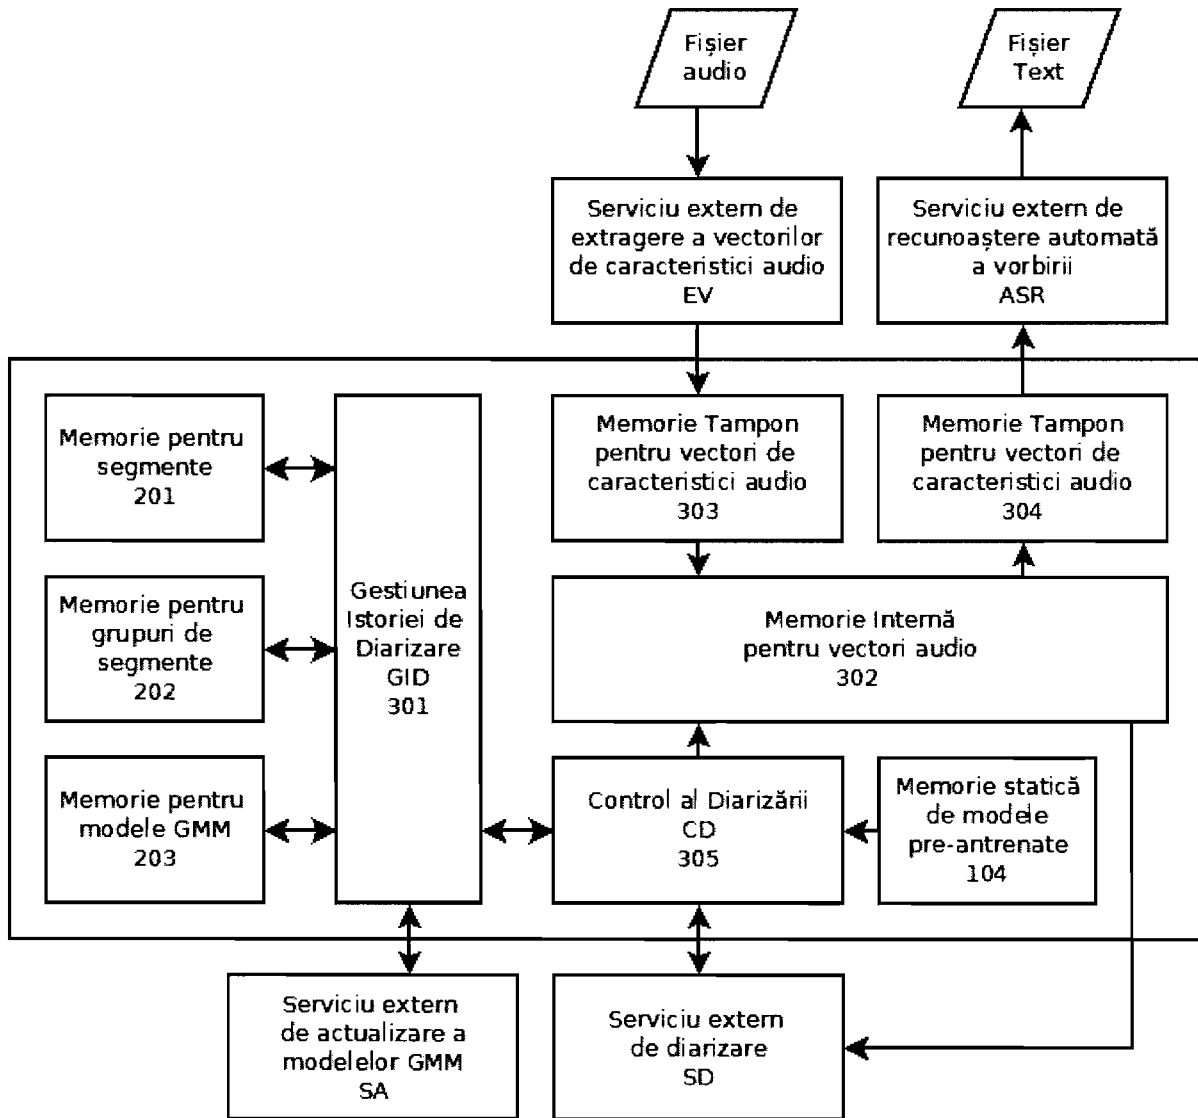 Fișier
audio
Fișier
Text
Serviciu extern de
extragere a vectorilor
de caracteristici audio
EV
Serviciu extern de
recunoaștere automată
a vorbirii
ASR
Memorie pentru
segmente
201
Memorie pentru
grupuri de
segmente
202
Memorie pentru
modele GMM
203
Gestiunea
Istoriei de
Diarizare
GID
301
Memorie Tampon
pentru vectori de
caracteristici audio
303
Memorie Tampon
pentru vectori de
caracteristici audio
304
Memorie Internă
pentru vectori audio
302
Control al Diarizării
CD
305
Memorie statică
de modele
pre-antrenate
104
Serviciu extern
de actualizare a
modelelor GMM
SA
Serviciu extern
de diarizare
SD